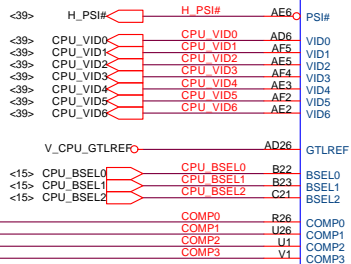 <39> H_PSI# H_PSI# AE6 PSI#
<39> CPU_VID0 CPU_VID0 AD6 VID0
<39> CPU_VID1 CPU_VID1 AF5 VID1
<39> CPU_VID2 CPU_VID2 AE5 VID2
<39> CPU_VID3 CPU_VID3 AF4 VID3
<39> CPU_VID4 CPU_VID4 AE3 VID4
<39> CPU_VID5 CPU_VID5 AF2 VID5
<39> CPU_VID6 CPU_VID6 AE2 VID6
V_CPU_GTLREF AD26 GTLREF
<15> CPU_BSEL0 CPU_BSEL0 B22 BSEL0
<15> CPU_BSEL1 CPU_BSEL1 B23 BSEL1
<15> CPU_BSEL2 CPU_BSEL2 C21 BSEL2
COMP0 R26 COMP0
COMP1 U26 COMP1
COMP2 U1 COMP2
COMP3 V1 COMP3